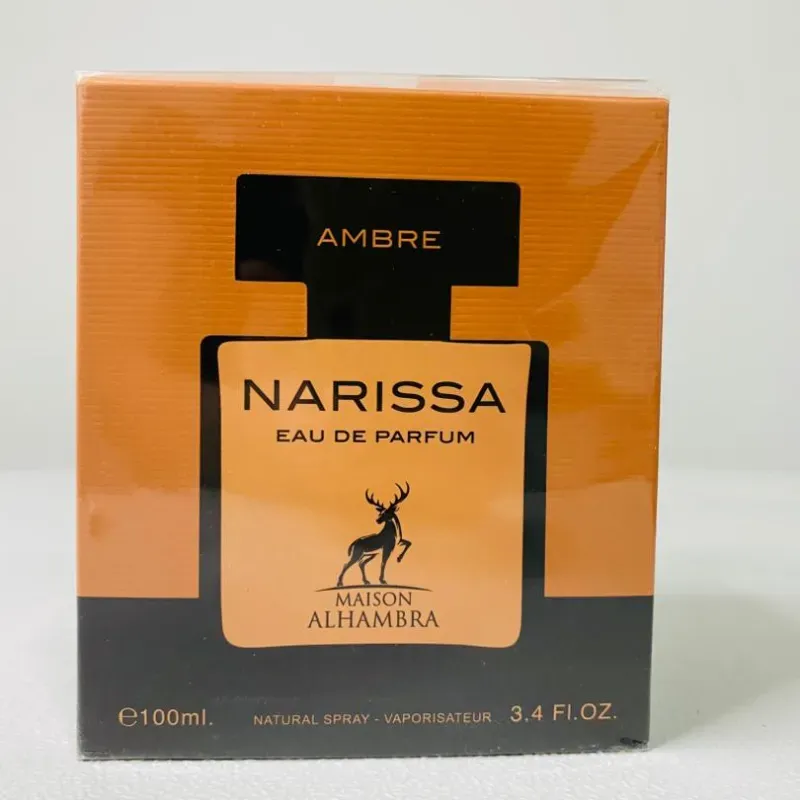 AMBRE
NARISSA
EAU DE PARFUM
MAISON
ALHAMBRA
℮100ml. NATURAL SPRAY - VAPORISATEUR 3.4 Fl.OZ.